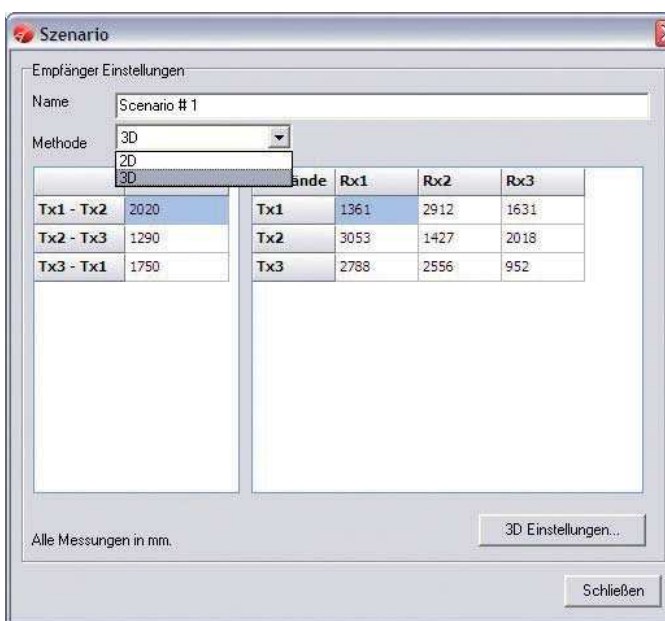 Szenario
Empfänger Einstellungen
Name Scenario # 1
Methode 3D
2D
3D
ände Rx1 Rx2 Rx3
Tx1 - Tx2 2020
Tx2 - Tx3 1290
Tx3 - Tx1 1750
Tx1 1361 2912 1631
Tx2 3053 1427 2018
Tx3 2788 2556 952
Alle Messungen in mm.
3D Einstellungen...
Schließen